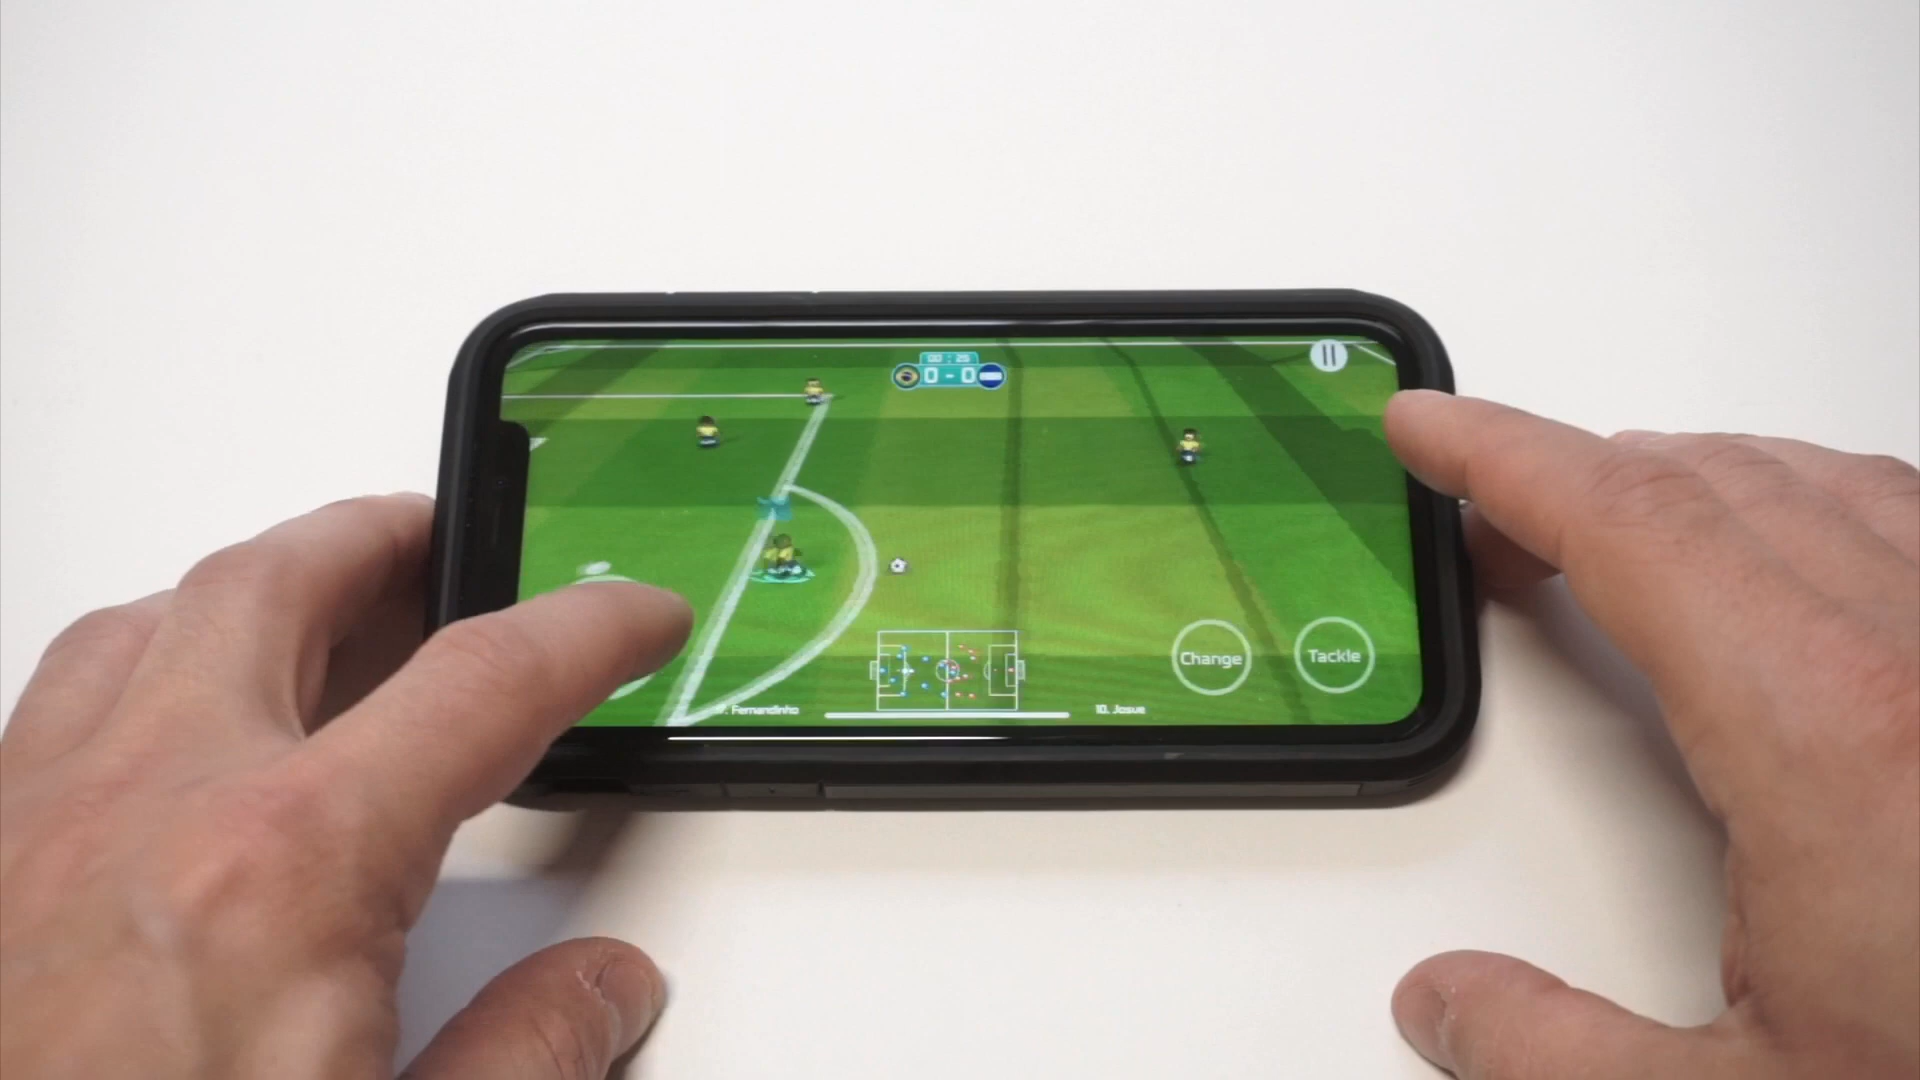 00 : 25
0 - 0
Change
Tackle
Fernandinho
10. Josue